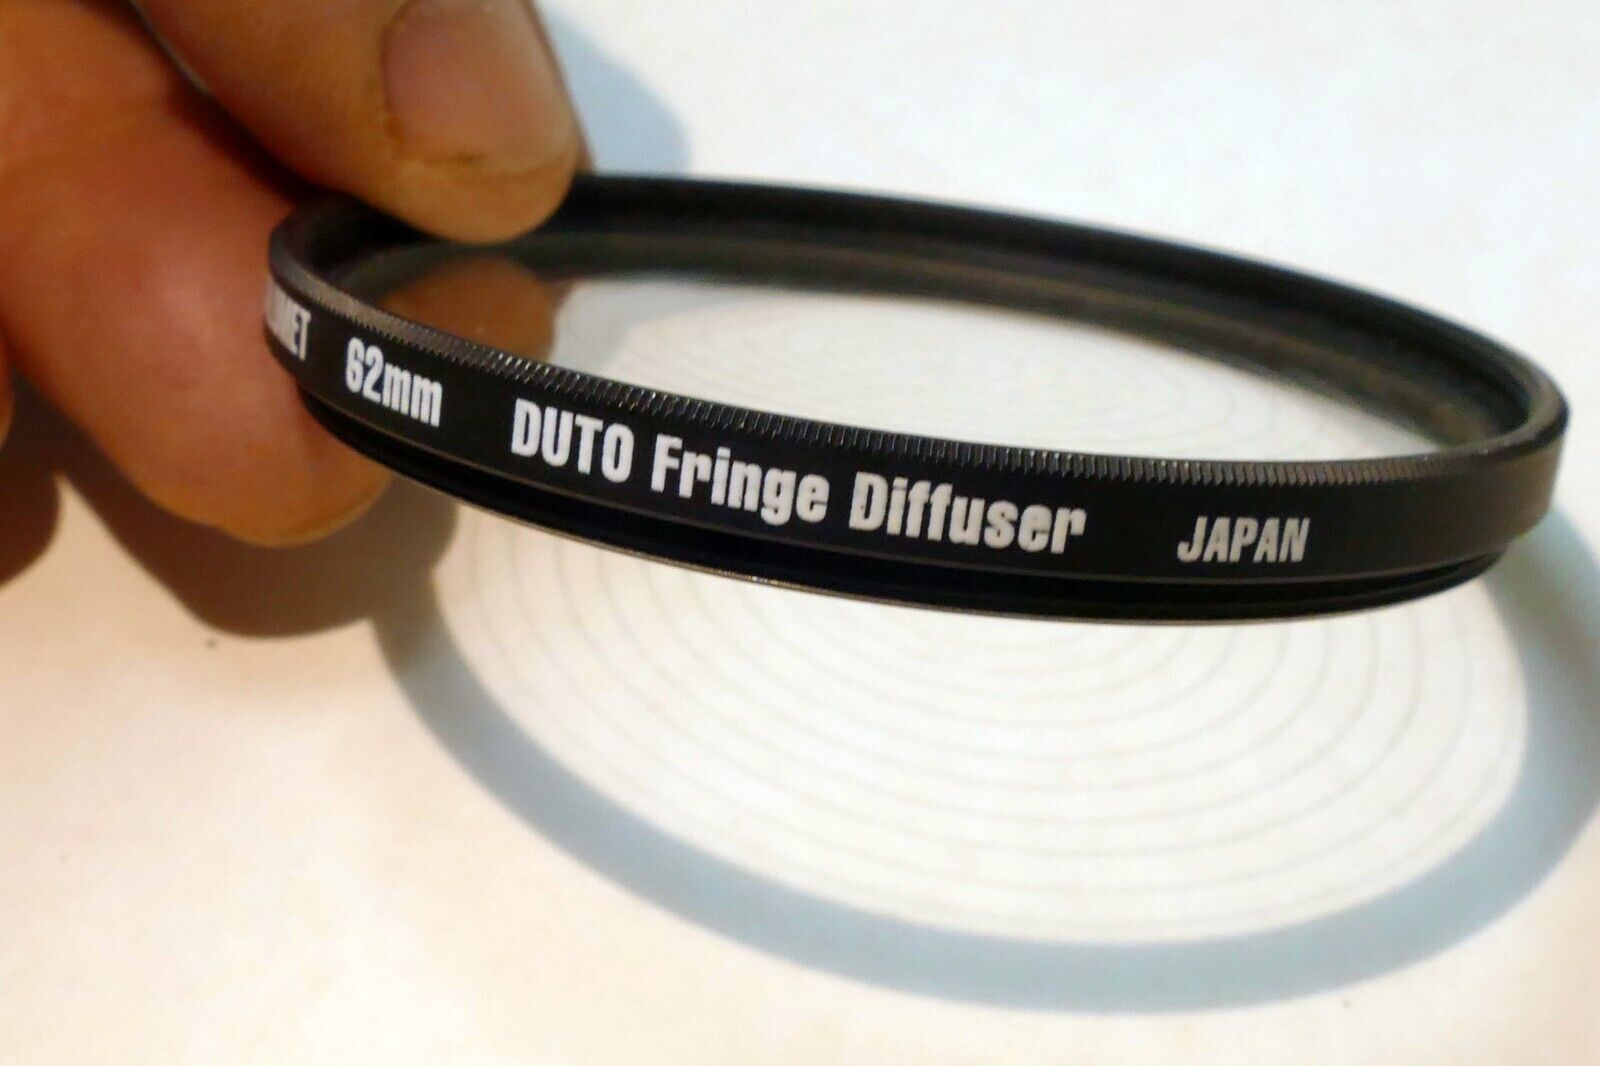 62mm DUTO Fringe Diffuser JAPAN